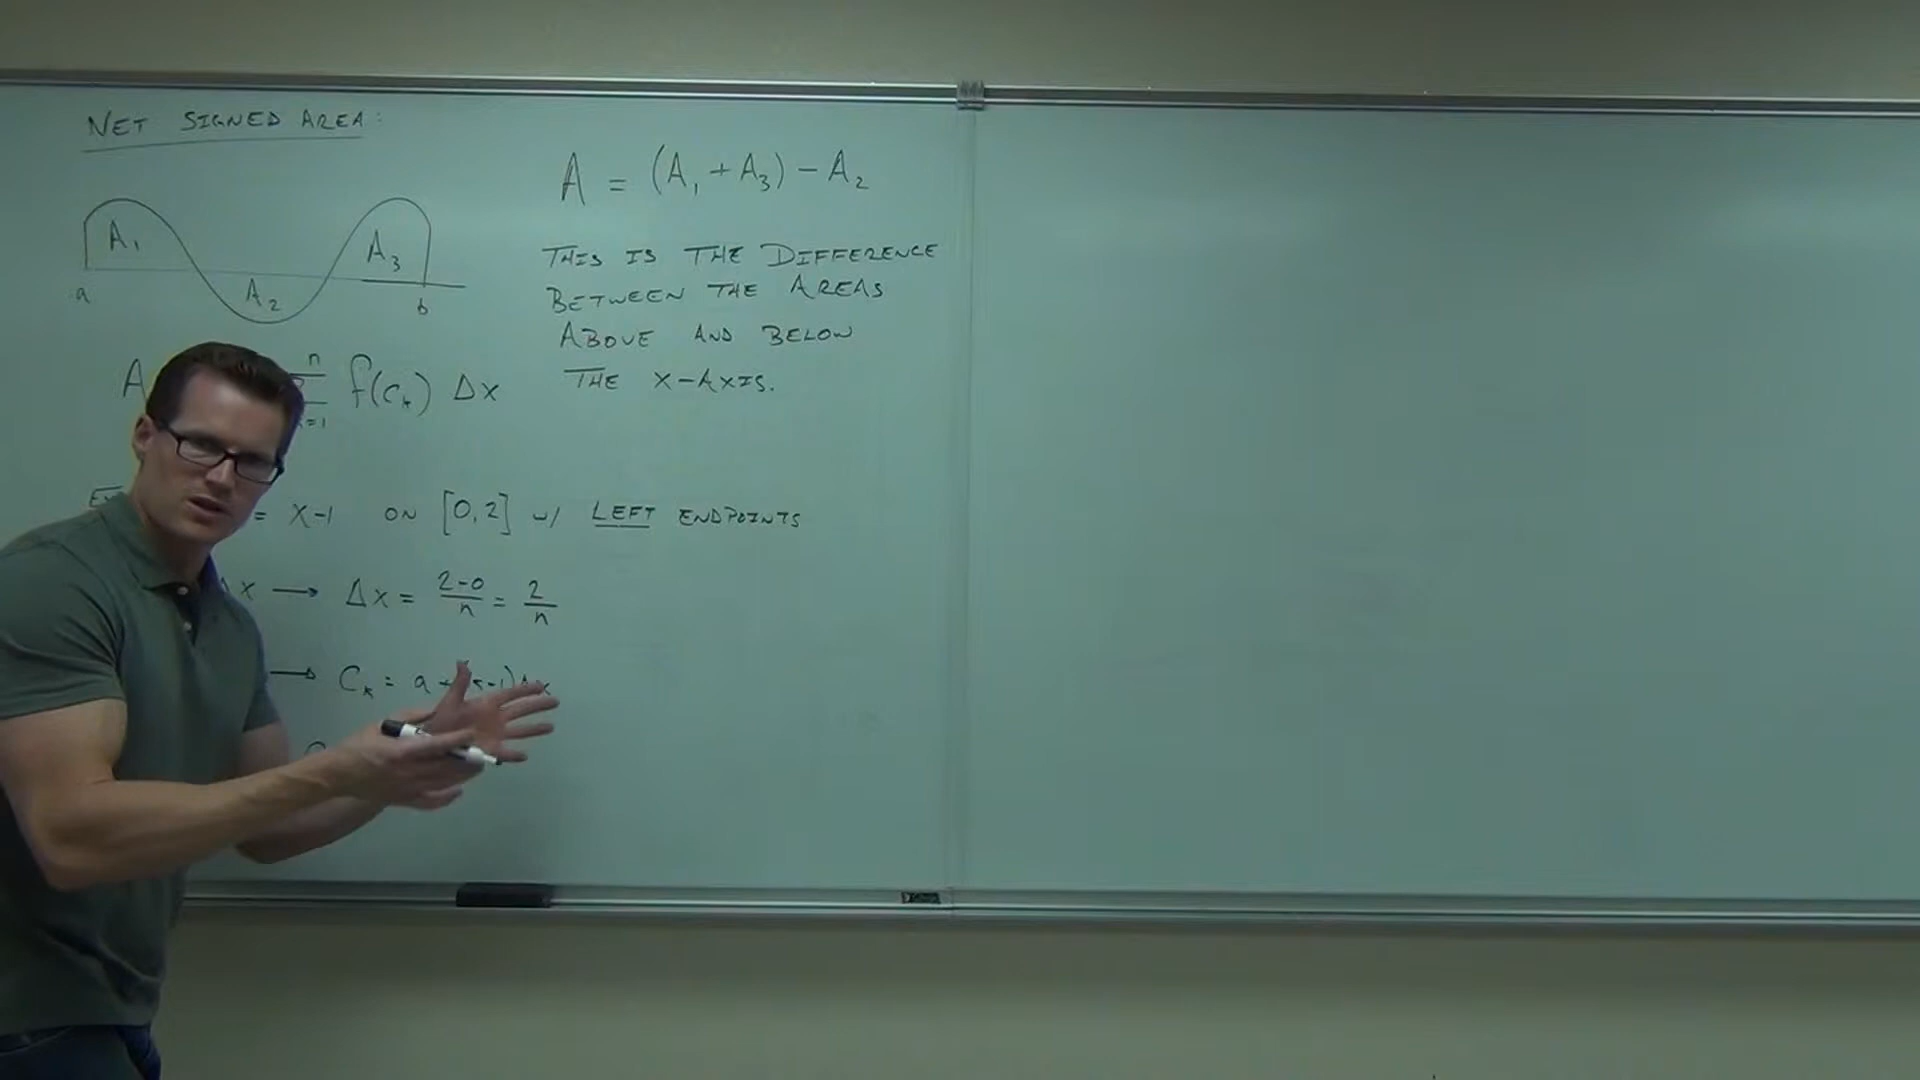 NET SIGNED AREA:
A = (A₁ + A₃) − A₂
A₁
A₃
A₂
a
b
THIS IS THE DIFFERENCE
BETWEEN THE AREAS
ABOVE AND BELOW
THE X-AXIS.
A n f(Cₖ) Δx
=1
= X-1 ON [0,2] w/ LEFT ENDPOINTS
X → Δx = 2-0/n = 2/n
→ Cₖ = a